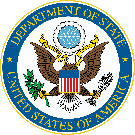 DEPARTMENT OF STATE
UNITED STATES OF AMERICA